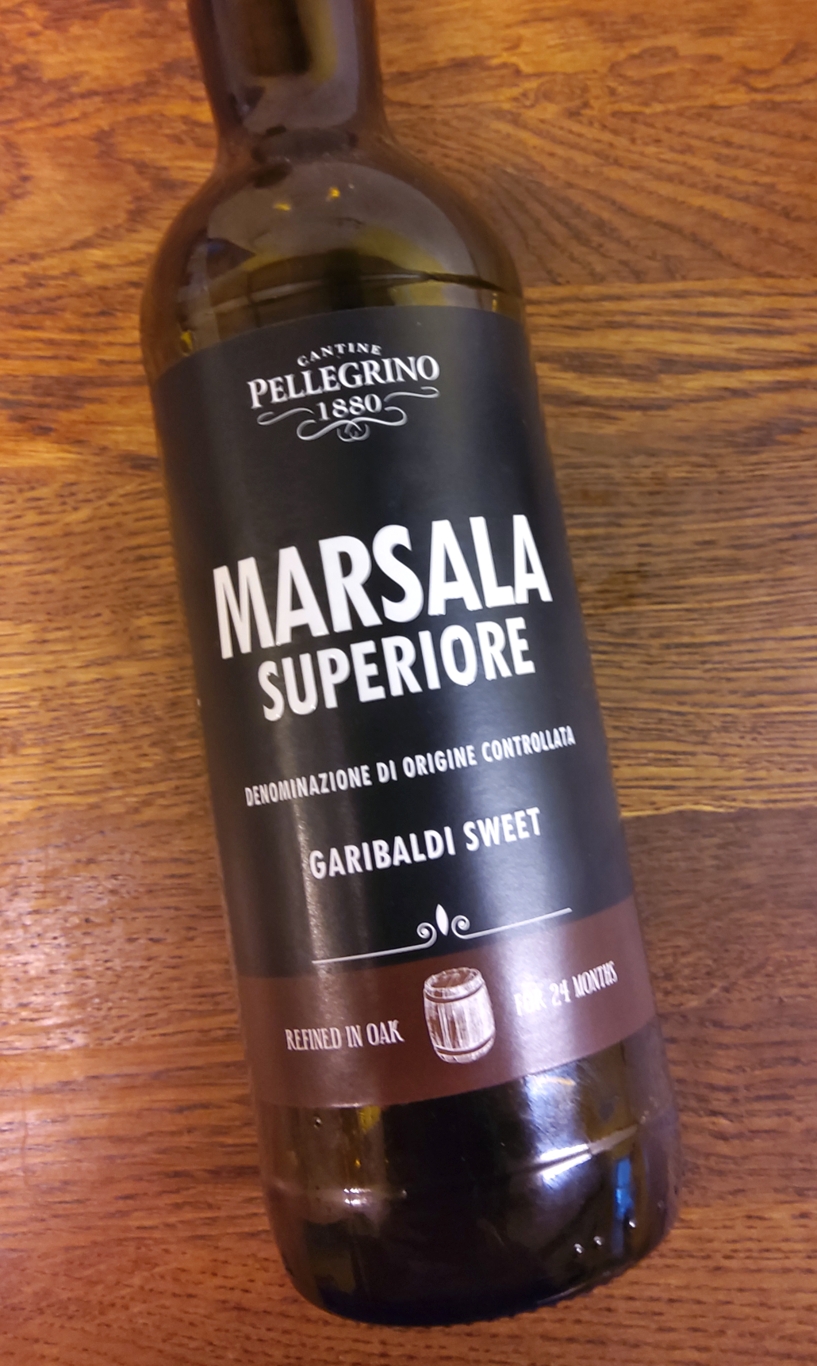 CANTINE
PELLEGRINO
1880
MARSALA
SUPERIORE
DENOMINAZIONE DI ORIGINE CONTROLLATA
GARIBALDI SWEET
REFINED IN OAK
FOR 24 MONTHS